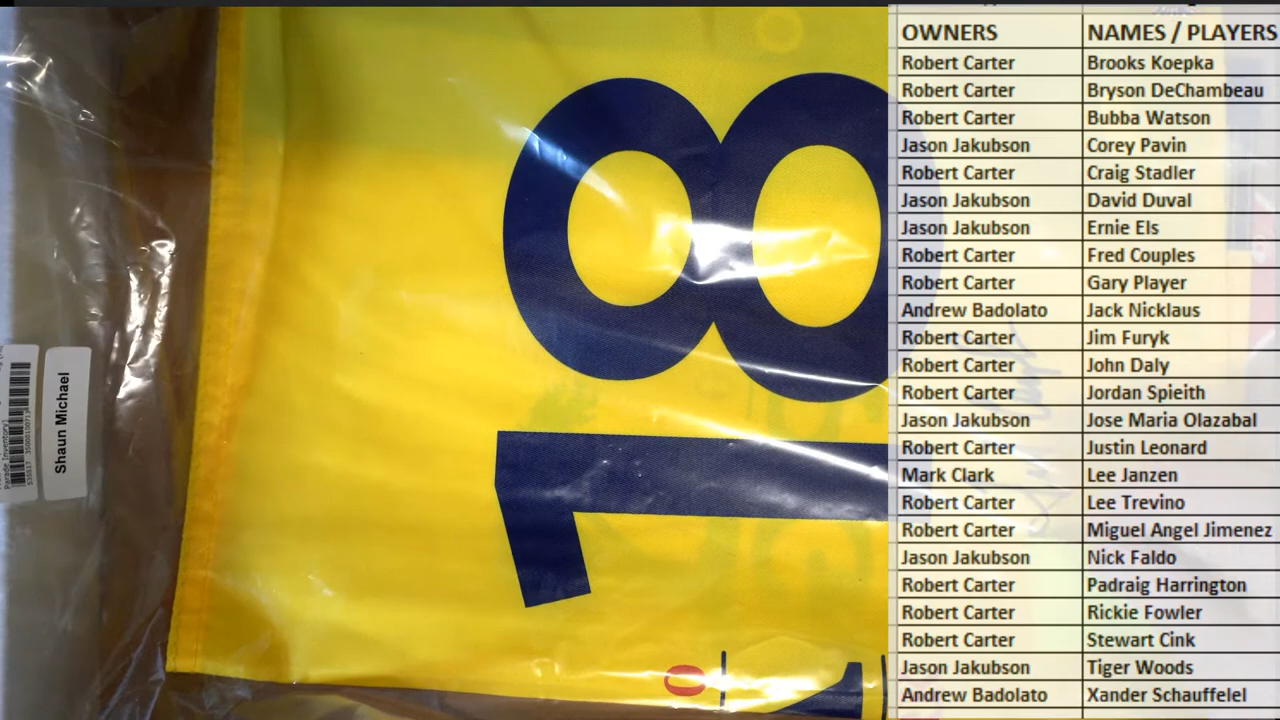 18
0
Shaun Michael
OWNERS NAMES / PLAYERS
Robert Carter Brooks Koepka
Robert Carter Bryson DeChambeau
Robert Carter Bubba Watson
Jason Jakubson Corey Pavin
Robert Carter Craig Stadler
Jason Jakubson David Duval
Jason Jakubson Ernie Els
Robert Carter Fred Couples
Robert Carter Gary Player
Andrew Badolato Jack Nicklaus
Robert Carter Jim Furyk
Robert Carter John Daly
Robert Carter Jordan Spieith
Jason Jakubson Jose Maria Olazabal
Robert Carter Justin Leonard
Mark Clark Lee Janzen
Robert Carter Lee Trevino
Robert Carter Miguel Angel Jimenez
Jason Jakubson Nick Faldo
Robert Carter Padraig Harrington
Robert Carter Rickie Fowler
Robert Carter Stewart Cink
Jason Jakubson Tiger Woods
Andrew Badolato Xander Schauffelel